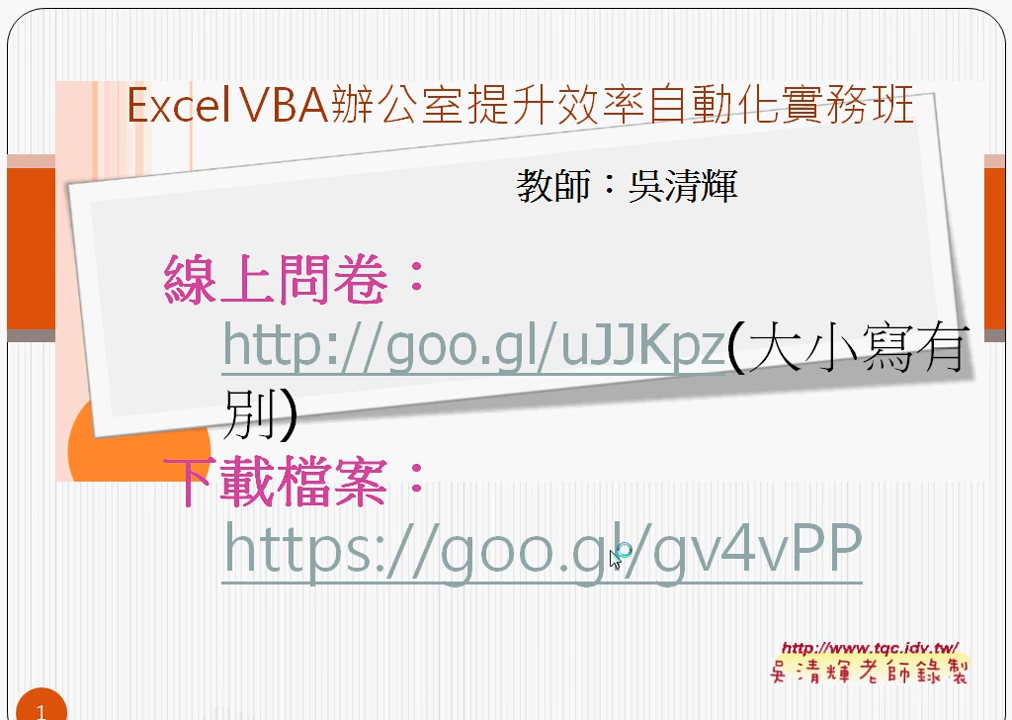 Excel VBA辦公室提升效率自動化實務班
教師：吳清輝
線上問卷：
http://goo.gl/uJJKpz(大小寫有
別)
下載檔案：
https://goo.gl/gv4vPP
http://www.tqc.idv.tw/
吳清輝老師錄製
1